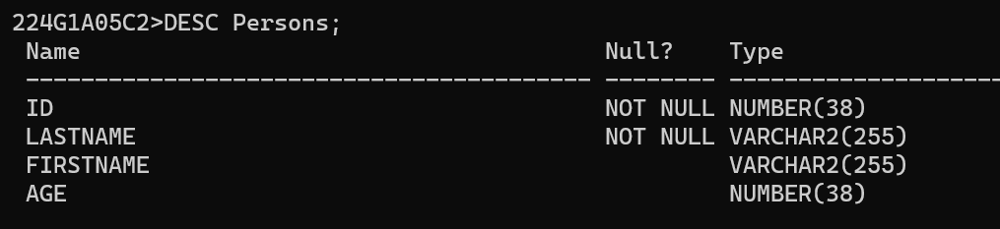 224G1A05C2>DESC Persons;
 Name                                      Null?    Type
 ----------------------------------------- -------- --------------------
 ID                                        NOT NULL NUMBER(38)
 LASTNAME                                  NOT NULL VARCHAR2(255)
 FIRSTNAME                                          VARCHAR2(255)
 AGE                                                NUMBER(38)